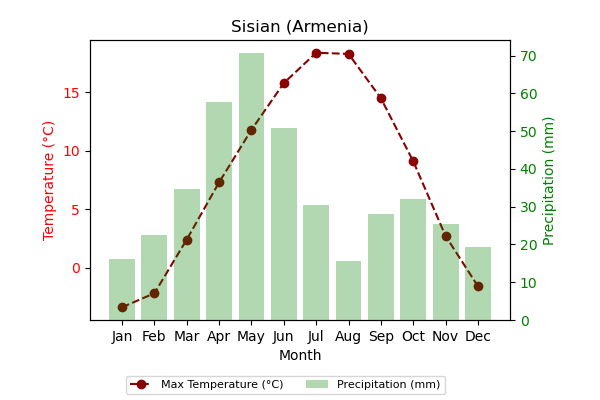 Sisian (Armenia)
Temperature (°C)
15
10
5
0
70
60
50
40
30
20
10
0
Precipitation (mm)
Jan Feb Mar Apr May Jun Jul Aug Sep Oct Nov Dec
Month
Max Temperature (°C) Precipitation (mm)